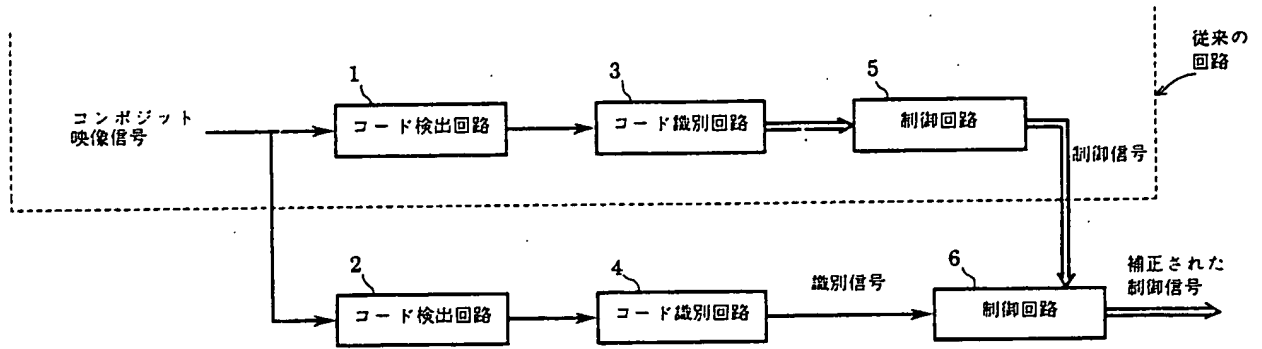 従来の
回路
1
3
5
コンポジット
映像信号
コード検出回路
コード識別回路
制御回路
制御信号
2
4
識別信号
6
補正された
制御信号
コード検出回路
コード識別回路
制御回路